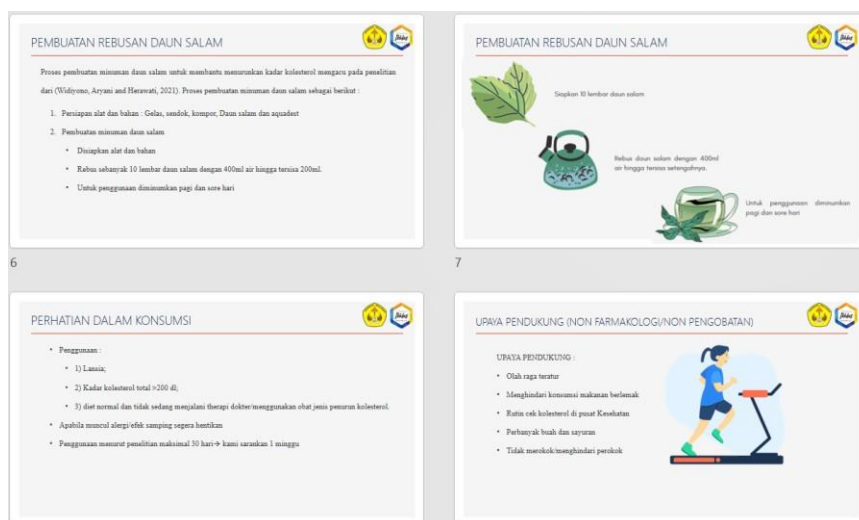 PEMBUATAN REBUSAN DAUN SALAM
Proses pembuatan minuman daun salam untuk membantu menurunkan kadar kolesterol mengacu pada penelitian
dari (Widiyono, Aryani and Herawati, 2021). Proses pembuatan minuman daun salam sebagai berikut :
1. Persiapan alat dan bahan : Gelas, sendok, kompor, Daun salam dan aquadest
2. Pembuatan minuman daun salam
• Disiapkan alat dan bahan
• Rebus sebanyak 10 lembar daun salam dengan 400ml air hingga tersisa 200ml.
• Untuk penggunaan diminumkan pagi dan sore hari
6
PEMBUATAN REBUSAN DAUN SALAM
Siapkan 10 lembar daun salam
Rebus daun salam dengan 400ml
air hingga tersisa setengahnya.
Untuk penggunaan diminumkan
pagi dan sore hari
7
PERHATIAN DALAM KONSUMSI
• Penggunaan :
• 1) Lansia;
• 2) Kadar kolesterol total >200 dl;
• 3) diet normal dan tidak sedang menjalani therapi dokter/menggunakan obat jenis penurun kolesterol.
• Apabila muncul alergi/efek samping segera hentikan
• Penggunaan menurut penelitian maksimal 30 hari→ kami sarankan 1 minggu
UPAYA PENDUKUNG (NON FARMAKOLOGI/NON PENGOBATAN)
UPAYA PENDUKUNG :
• Olah raga teratur
• Menghindari konsumsi makanan berlemak
• Rutin cek kolesterol di pusat Kesehatan
• Perbanyak buah dan sayuran
• Tidak merokok/menghindari perokok